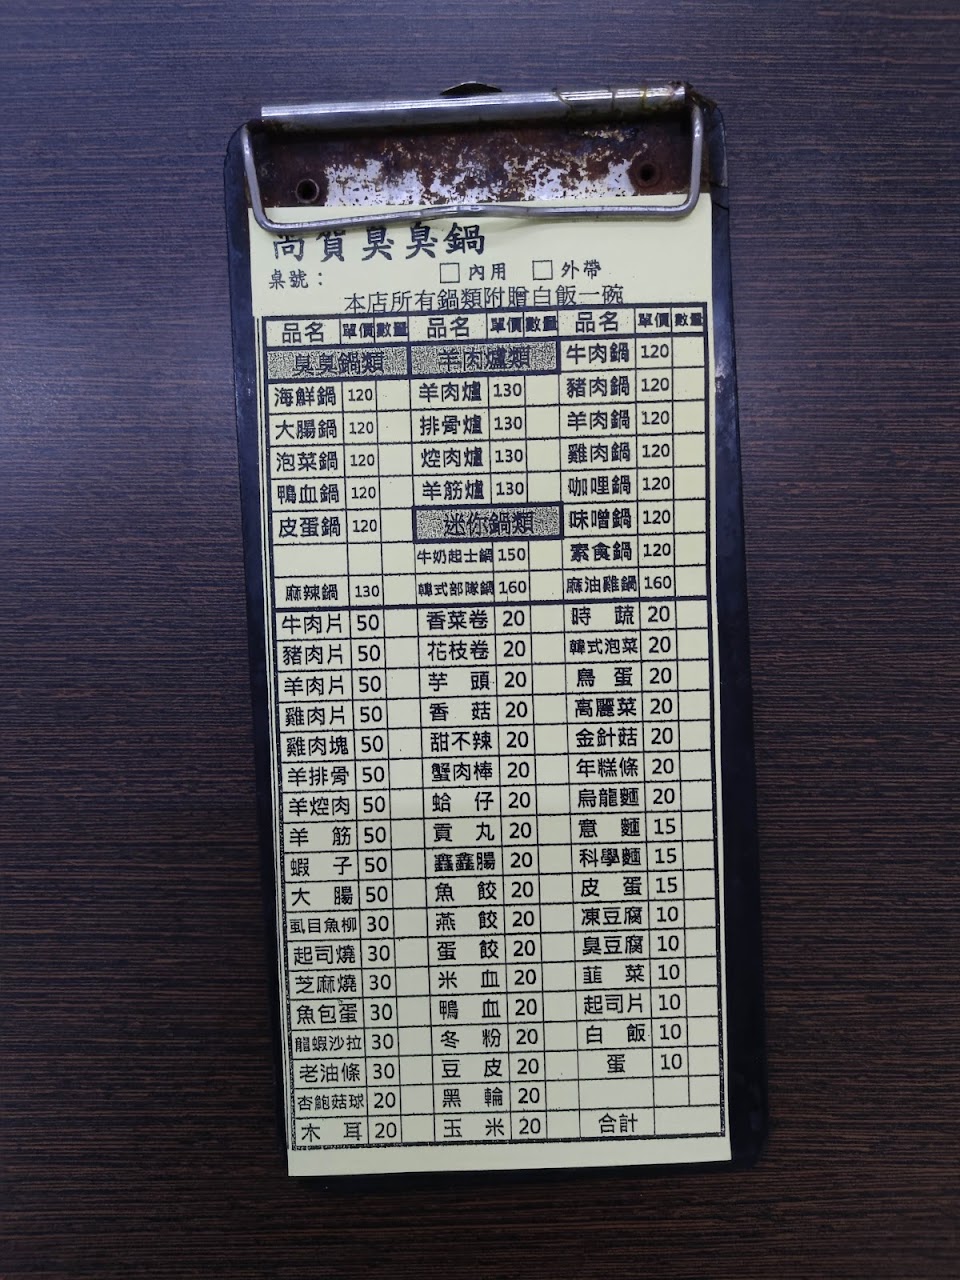 尚賀臭臭鍋
桌號： □內用 □外帶
本店所有鍋類附贈白飯一碗
品名 單價 數量 品名 單價 數量 品名 單價 數量
臭臭鍋類 羊肉爐類 牛肉鍋 120
海鮮鍋 120 羊肉爐 130 豬肉鍋 120
大腸鍋 120 排骨爐 130 羊肉鍋 120
泡菜鍋 120 焢肉爐 130 雞肉鍋 120
鴨血鍋 120 羊筋爐 130 咖哩鍋 120
皮蛋鍋 120 迷你鍋類 味噌鍋 120
牛奶起士鍋 150 素食鍋 120
麻辣鍋 130 韓式部隊鍋 160 麻油雞鍋 160
牛肉片 50 香菜卷 20 時蔬 20
豬肉片 50 花枝卷 20 韓式泡菜 20
羊肉片 50 芋頭 20 鳥蛋 20
雞肉片 50 香菇 20 高麗菜 20
雞肉塊 50 甜不辣 20 金針菇 20
羊排骨 50 蟹肉棒 20 年糕條 20
羊焢肉 50 蛤仔 20 烏龍麵 20
羊筋 50 貢丸 20 意麵 15
蝦子 50 鑫鑫腸 20 科學麵 15
大腸 50 魚餃 20 皮蛋 15
虱目魚柳 30 燕餃 20 凍豆腐 10
起司燒 30 蛋餃 20 臭豆腐 10
芝麻燒 30 米血 20 韮菜 10
魚包蛋 30 鴨血 20 起司片 10
龍蝦沙拉 30 冬粉 20 白飯 10
老油條 30 豆皮 20 蛋 10
杏鮑菇球 20 黑輪 20
木耳 20 玉米 20 合計